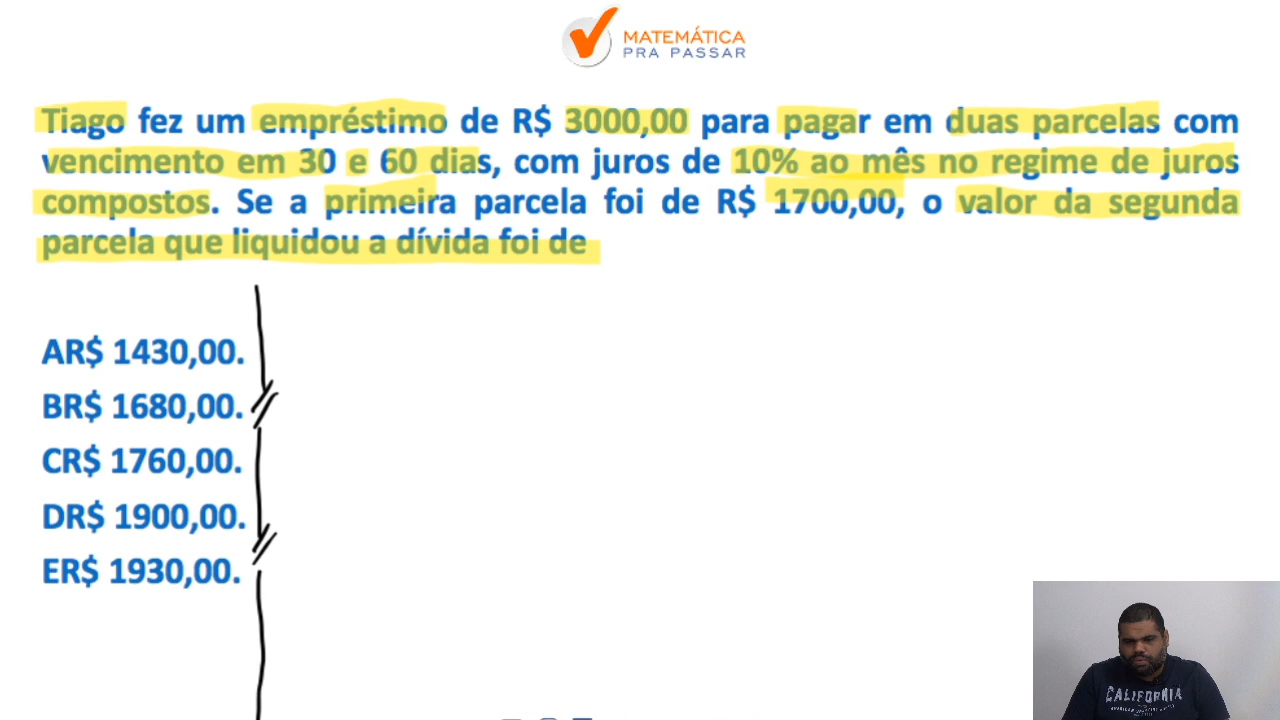 MATEMÁTICA
PRA PASSAR
Tiago fez um empréstimo de R$ 3000,00 para pagar em duas parcelas com
vencimento em 30 e 60 dias, com juros de 10% ao mês no regime de juros
compostos. Se a primeira parcela foi de R$ 1700,00, o valor da segunda
parcela que liquidou a dívida foi de
AR$ 1430,00.
BR$ 1680,00.
CR$ 1760,00.
DR$ 1900,00.
ER$ 1930,00.
CALIFORNIA